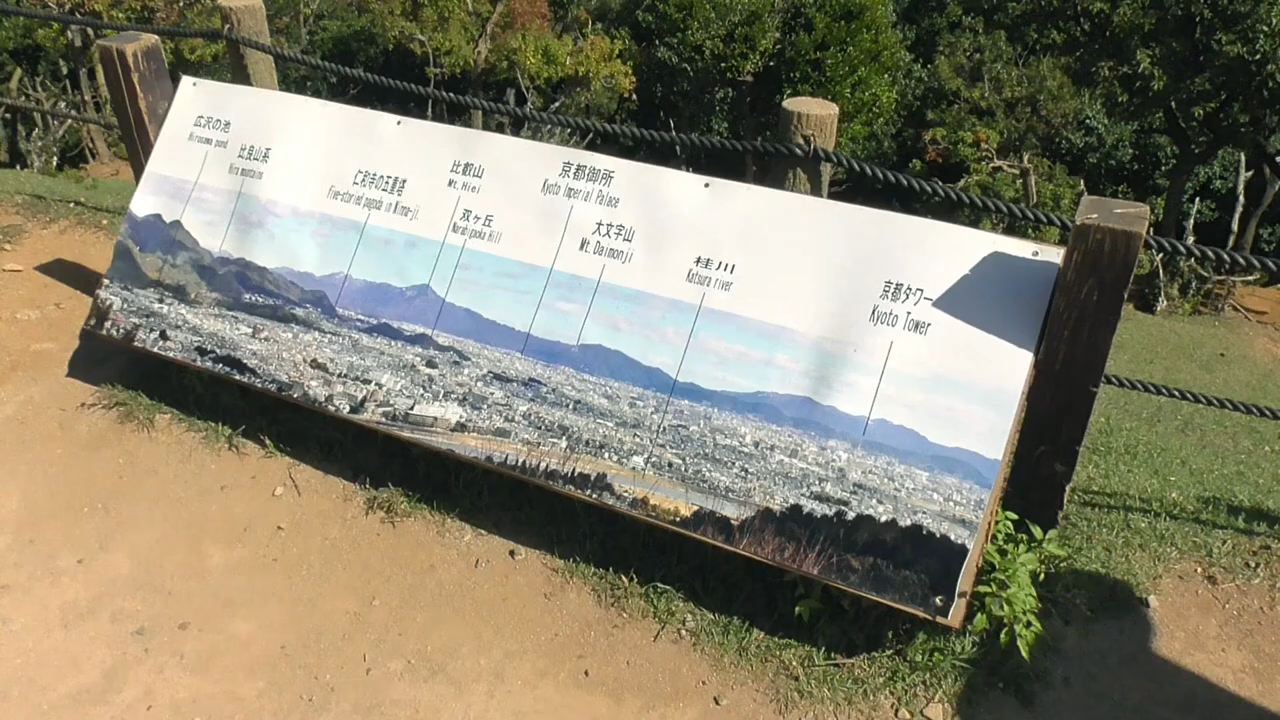 広沢の池
Hirosawa pond
比良山系
Hira mountains
仁和寺の五重塔
Five-storied pagoda in Ninna-ji.
比叡山
Mt. Hiei
双ヶ丘
Narabigaoka Hill
京都御所
Kyoto Imperial Palace
大文字山
Mt. Daimonji
桂川
Katsura river
京都タワー
Kyoto Tower